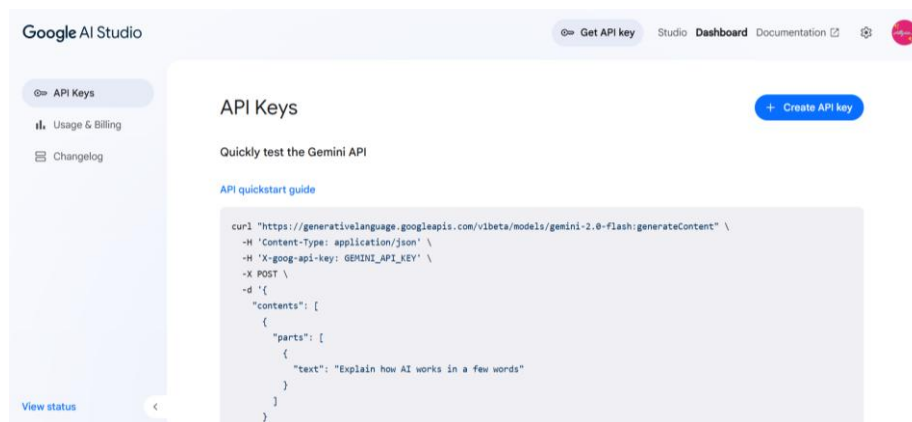 Google AI Studio
Get API key
Studio Dashboard Documentation
API Keys
Usage & Billing
Changelog
View status
API Keys
+ Create API key
Quickly test the Gemini API
API quickstart guide
curl "https://generativelanguage.googleapis.com/v1beta/models/gemini-2.0-flash:generateContent" \
-H 'Content-Type: application/json' \
-H 'X-goog-api-key: GEMINI_API_KEY' \
-X POST \
-d '{
"contents": [
{
"parts": [
{
"text": "Explain how AI works in a few words"
}
]
}